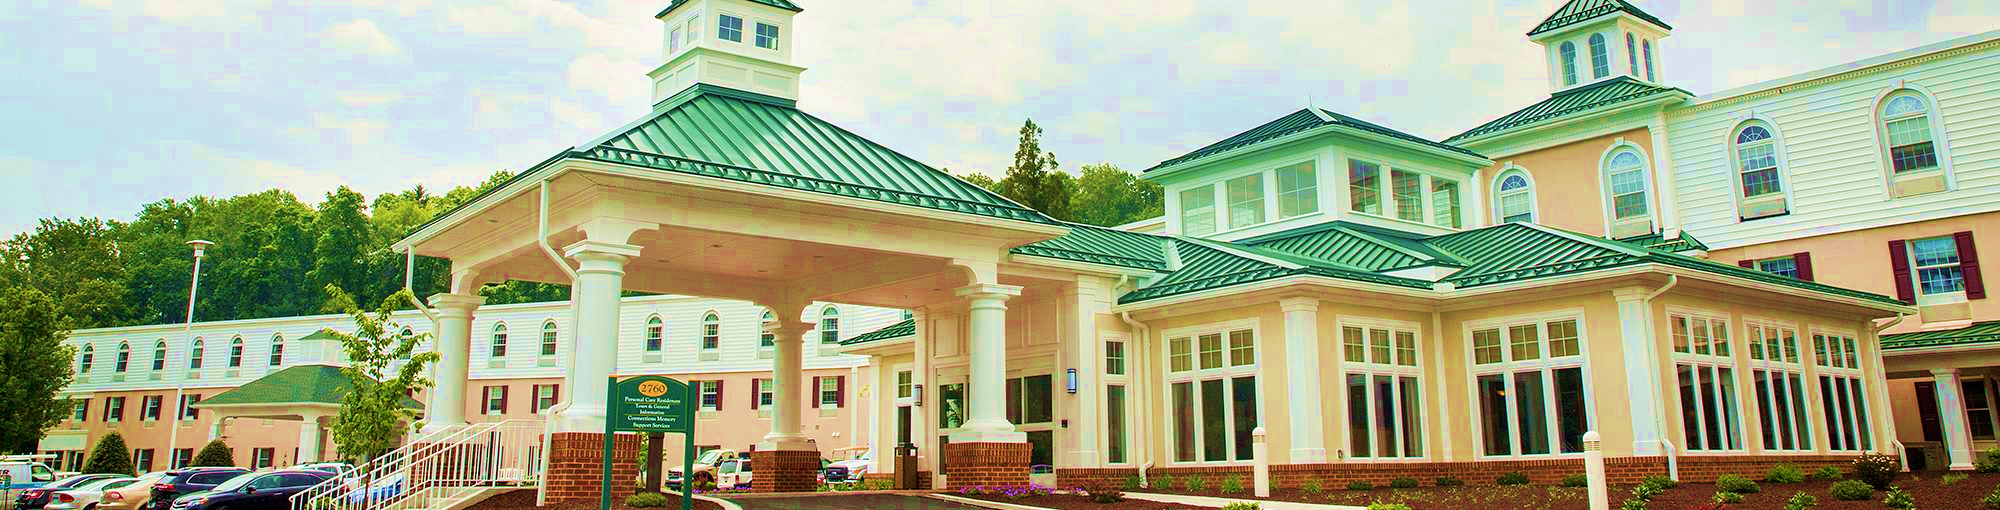 2760
Personal Care Residences
Tours & General
Information
Connections Memory
Support Services